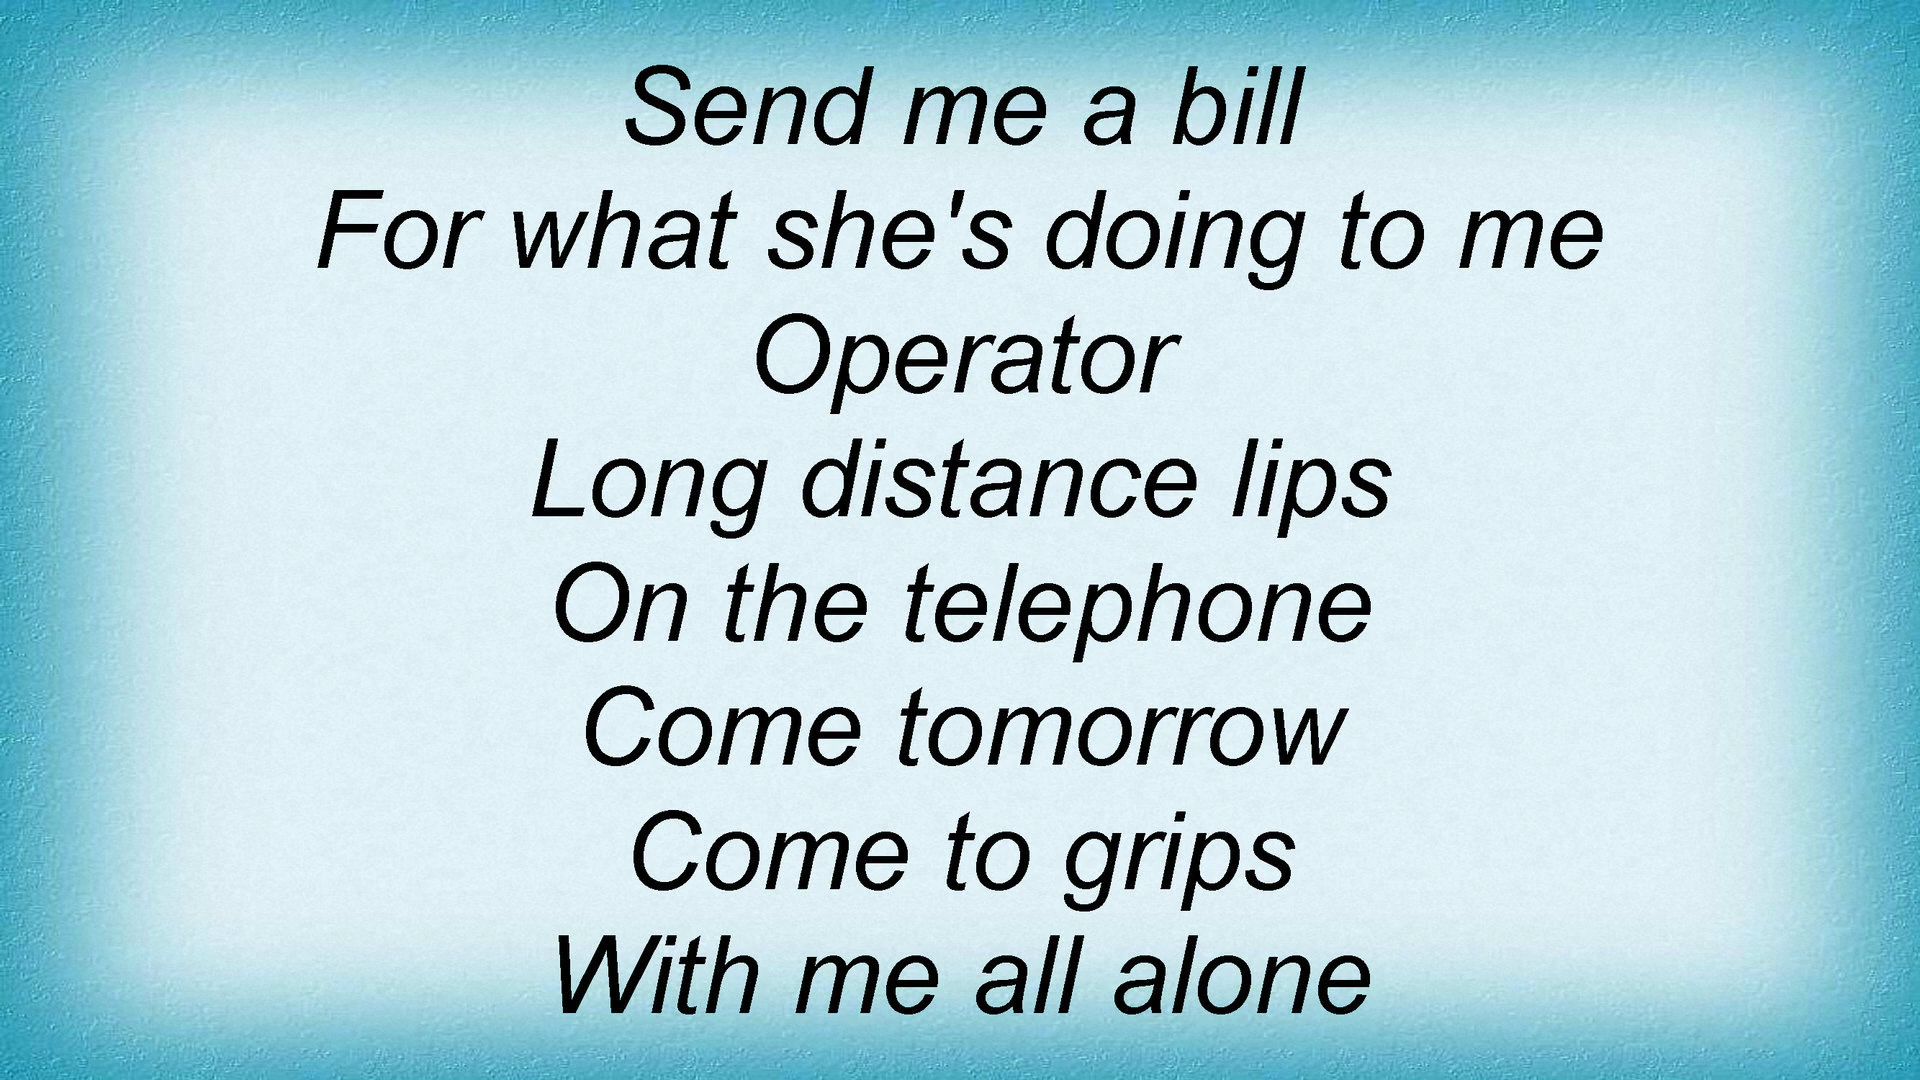 Send me a bill
For what she's doing to me
Operator
Long distance lips
On the telephone
Come tomorrow
Come to grips
With me all alone